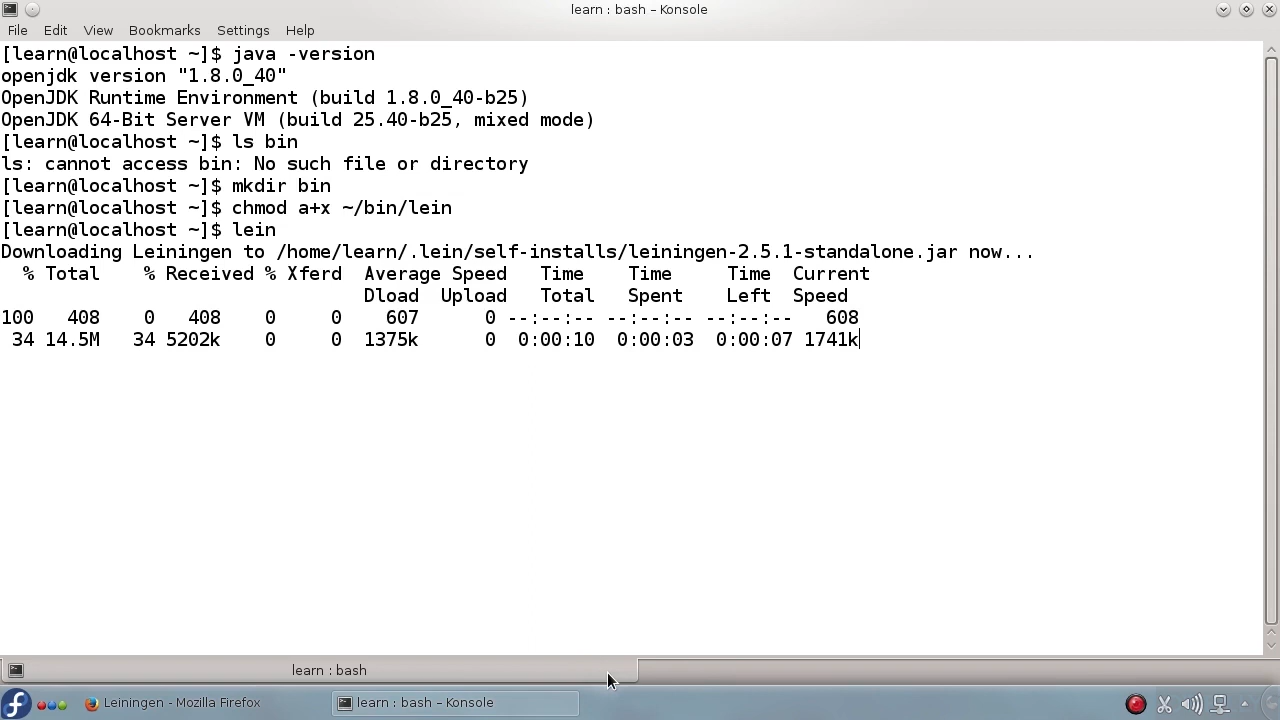 learn : bash – Konsole
File Edit View Bookmarks Settings Help
[learn@localhost ~]$ java -version
openjdk version "1.8.0_40"
OpenJDK Runtime Environment (build 1.8.0_40-b25)
OpenJDK 64-Bit Server VM (build 25.40-b25, mixed mode)
[learn@localhost ~]$ ls bin
ls: cannot access bin: No such file or directory
[learn@localhost ~]$ mkdir bin
[learn@localhost ~]$ chmod a+x ~/bin/lein
[learn@localhost ~]$ lein
Downloading Leiningen to /home/learn/.lein/self-installs/leiningen-2.5.1-standalone.jar now...
  % Total    % Received % Xferd  Average Speed   Time    Time     Time  Current
                                 Dload  Upload   Total   Spent    Left  Speed
100   408    0   408    0     0    607      0 --:--:-- --:--:-- --:--:--   608
 34 14.5M   34 5202k    0     0  1375k      0  0:00:10  0:00:03  0:00:07 1741k
learn : bash
Leiningen - Mozilla Firefox learn : bash – Konsole